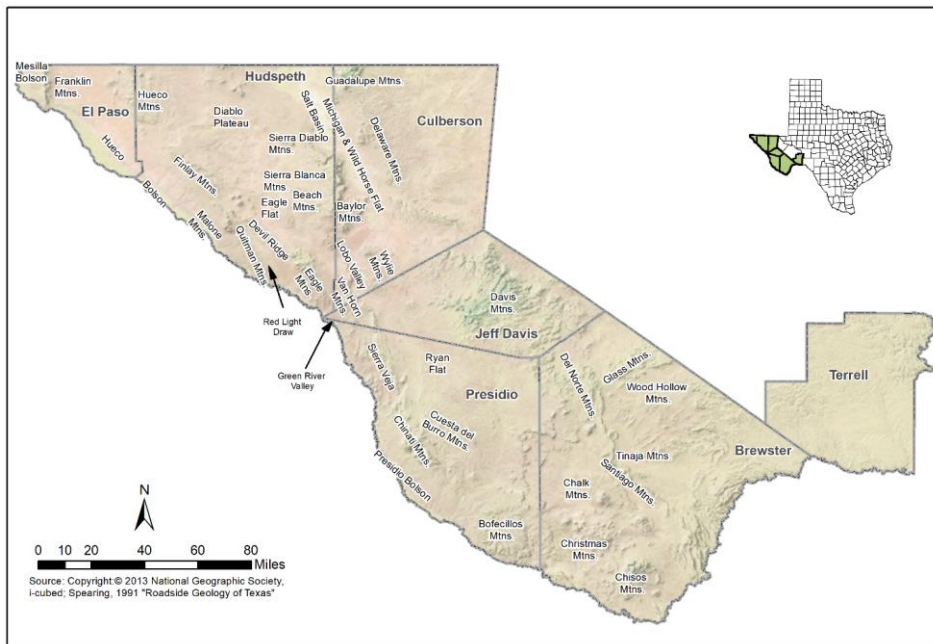 Mesilla
Bolson
Franklin
Mtns.
El Paso
Hueco
Bolson
Hueco
Mtns.
Hudspeth
Diablo
Plateau
Salt Basin
Sierra Diablo
Mtns.
Finlay Mtns.
Sierra Blanca
Mtns.
Beach
Mtns.
Eagle
Flat
Malone
Mtns.
Quitman Mtns.
Devil Ridge
Eagle
Mtns.
Red Light
Draw
Green River
Valley
Guadalupe Mtns.
Michigan & Wild Horse Flat
Delaware Mtns.
Culberson
Baylor
Mtns.
Lobo Valley
Wylie
Mtns.
Van Horn
Mtns.
Davis
Mtns.
Jeff Davis
Sierra Veja
Ryan
Flat
Presidio
Cuesta del
Burro Mtns.
Chinati Mtns.
Presidio Bolson
Bofecillos
Mtns
Del Norte Mtns.
Glass Mtns.
Wood Hollow
Mtns.
Brewster
Tinaja Mtns
Santiago Mtns.
Chalk
Mtns.
Christmas
Mtns.
Chisos
Mtns.
Terrell
N
0 10 20 40 60 80
Miles
Source: Copyright:© 2013 National Geographic Society,
i-cubed; Spearing, 1991 "Roadside Geology of Texas"